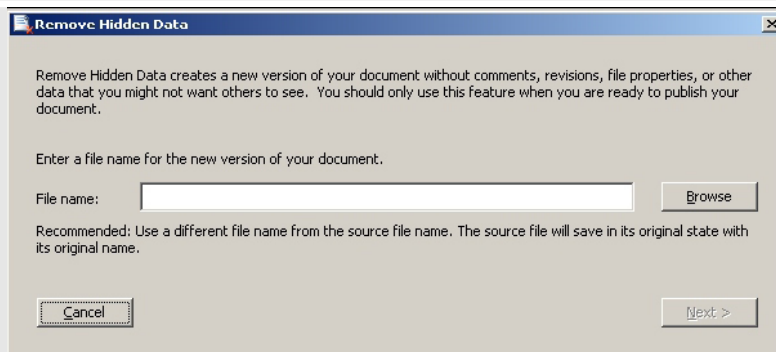 Remove Hidden Data
Remove Hidden Data creates a new version of your document without comments, revisions, file properties, or other
data that you might not want others to see. You should only use this feature when you are ready to publish your
document.
Enter a file name for the new version of your document.
File name:
Browse
Recommended: Use a different file name from the source file name. The source file will save in its original state with
its original name.
Cancel
Next >